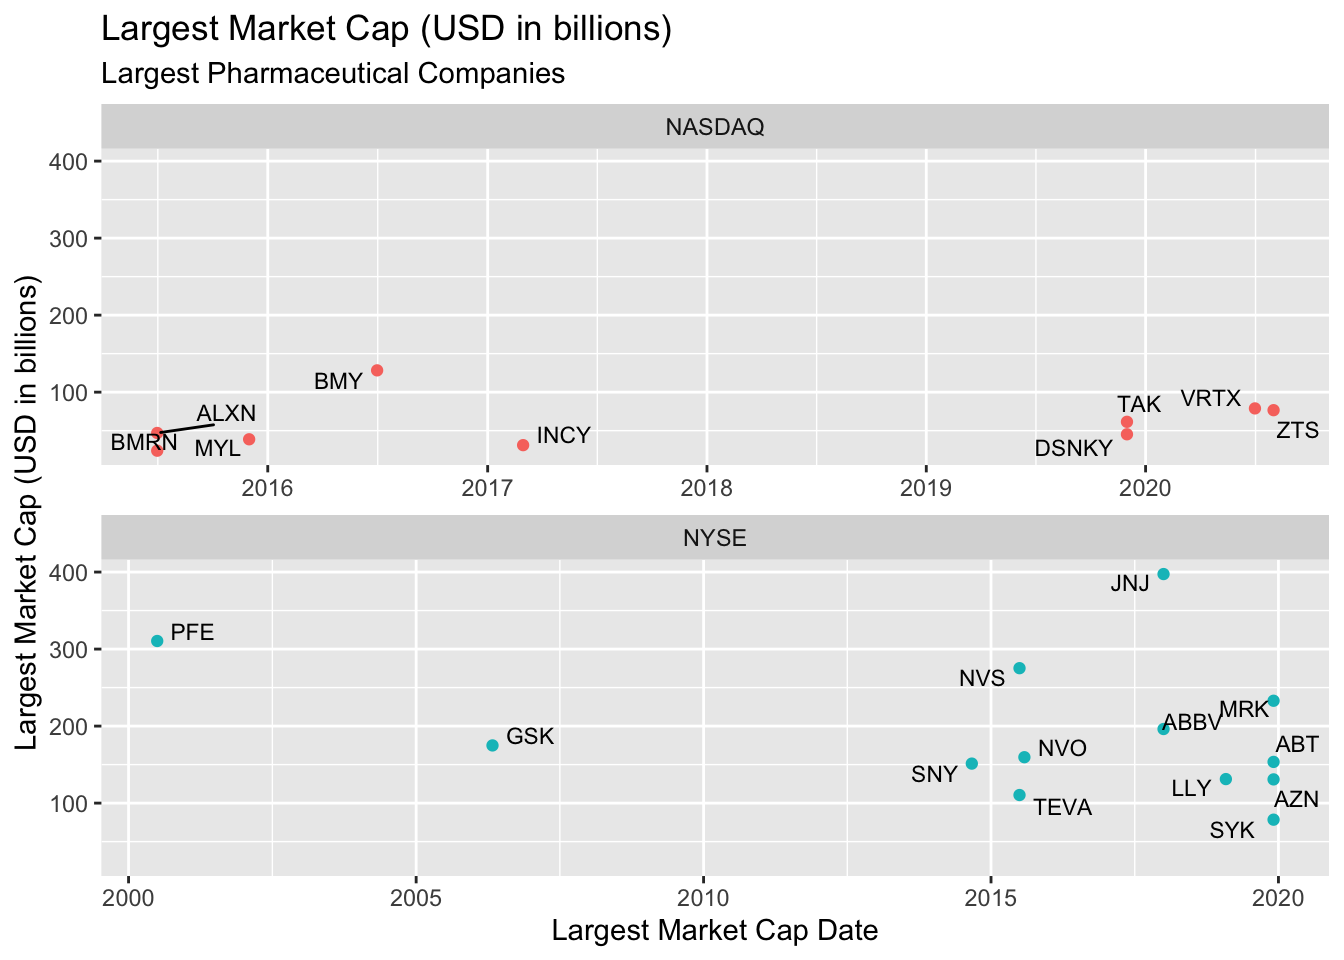 Largest Market Cap (USD in billions)
Largest Pharmaceutical Companies
NASDAQ
400
300
200
100
BMY
ALXN
BMRN
MYL
INCY
TAK
VRTX
DSNKY
ZTS
2016
2017
2018
2019
2020
Largest Market Cap (USD in billions)
NYSE
400
300
200
100
JNJ
PFE
NVS
MRK
ABBV
GSK
NVO
ABT
SNY
LLY
AZN
TEVA
SYK
2000
2005
2010
2015
2020
Largest Market Cap Date